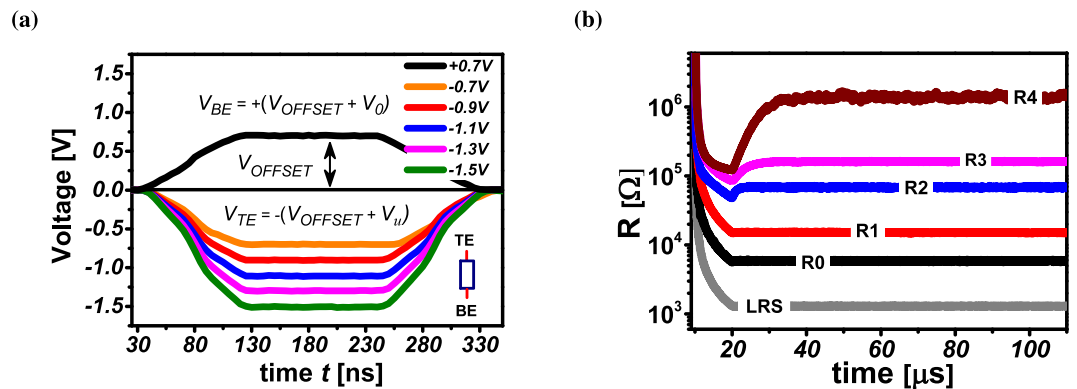 (a)
Voltage [V]
1.5
1.0
0.5
0.0
-0.5
-1.0
-1.5
V_BE = +(V_OFFSET + V_0)
V_OFFSET
V_TE = -(V_OFFSET + V_u)
+0.7V
-0.7V
-0.9V
-1.1V
-1.3V
-1.5V
TE
BE
30 80 130 180 230 280 330
time t [ns]
(b)
R [Ω]
10^6
10^5
10^4
10^3
R4
R3
R2
R1
R0
LRS
20 40 60 80 100
time [μs]